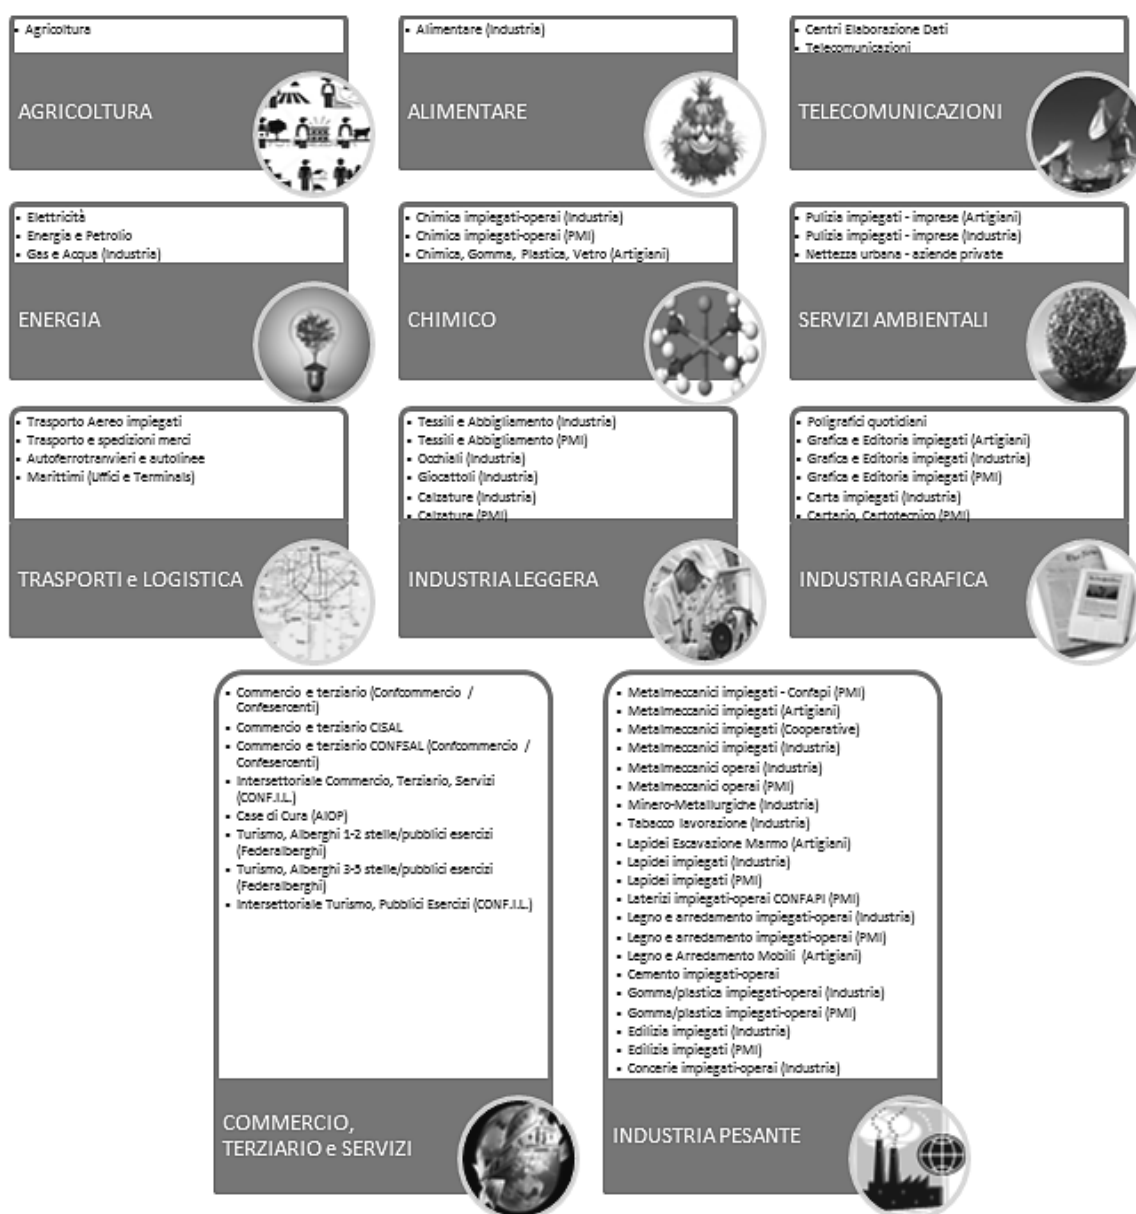 ▪ Agricoltura
AGRICOLTURA
▪ Alimentare (Industria)
ALIMENTARE
▪ Centri Elaborazione Dati
▪ Telecomunicazioni
TELECOMUNICAZIONI
▪ Elettricità
▪ Energia e Petrolio
▪ Gas e Acqua (Industria)
ENERGIA
▪ Chimica impiegati-operai (Industria)
▪ Chimica impiegati-operai (PMI)
▪ Chimica, Gomma, Plastica, Vetro (Artigiani)
CHIMICO
▪ Pulizia impiegati - imprese (Artigiani)
▪ Pulizia impiegati - imprese (Industria)
▪ Nettezza urbana - aziende private
SERVIZI AMBIENTALI
▪ Trasporto Aereo impiegati
▪ Trasporto e spedizioni merci
▪ Autoferrotranvieri e autolinee
▪ Marittimi (Uffici e Terminals)
TRASPORTI e LOGISTICA
▪ Tessili e Abbigliamento (Industria)
▪ Tessili e Abbigliamento (PMI)
▪ Occhiali (Industria)
▪ Giocattoli (Industria)
▪ Calzature (Industria)
▪ Calzature (PMI)
INDUSTRIA LEGGERA
▪ Poligrafici quotidiani
▪ Grafica e Editoria impiegati (Artigiani)
▪ Grafica e Editoria impiegati (Industria)
▪ Grafica e Editoria impiegati (PMI)
▪ Carta impiegati (Industria)
▪ Cartario, Cartotecnico (PMI)
INDUSTRIA GRAFICA
▪ Commercio e terziario (Confcommercio /
Confesercenti)
▪ Commercio e terziario CISAL
▪ Commercio e terziario CONFSAL (Confcommercio /
Confesercenti)
▪ Intersettoriale Commercio, Terziario, Servizi
(CONF.I.L.)
▪ Case di Cura (AIOP)
▪ Turismo, Alberghi 1-2 stelle/pubblici esercizi
(Federalberghi)
▪ Turismo, Alberghi 3-5 stelle/pubblici esercizi
(Federalberghi)
▪ Intersettoriale Turismo, Pubblici Esercizi (CONF.I.L.)
COMMERCIO,
TERZIARIO e SERVIZI
▪ Metalmeccanici impiegati - Confapi (PMI)
▪ Metalmeccanici impiegati (Artigiani)
▪ Metalmeccanici impiegati (Cooperative)
▪ Metalmeccanici impiegati (Industria)
▪ Metalmeccanici operai (Industria)
▪ Metalmeccanici operai (PMI)
▪ Minero-Metallurgiche (Industria)
▪ Tabacco lavorazione (Industria)
▪ Lapidei Escavazione Marmo (Artigiani)
▪ Lapidei impiegati (Industria)
▪ Lapidei impiegati (PMI)
▪ Laterizi impiegati-operai CONFAPI (PMI)
▪ Legno e arredamento impiegati-operai (Industria)
▪ Legno e arredamento impiegati-operai (PMI)
▪ Legno e Arredamento Mobili (Artigiani)
▪ Cemento impiegati-operai
▪ Gomma/plastica impiegati-operai (Industria)
▪ Gomma/plastica impiegati-operai (PMI)
▪ Edilizia impiegati (Industria)
▪ Edilizia impiegati (PMI)
▪ Concerie impiegati-operai (Industria)
INDUSTRIA PESANTE